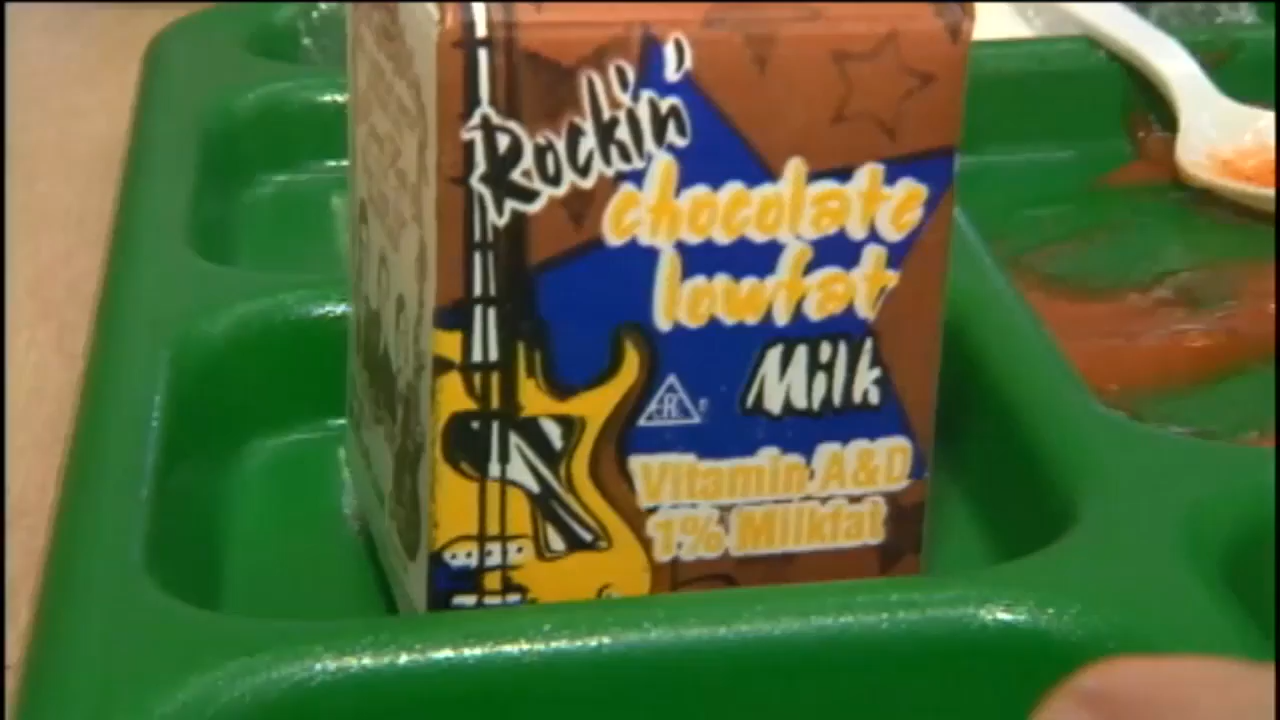 Rockin'
chocolate
lowfat
Milk
Vitamin A&D
1% Milkfat